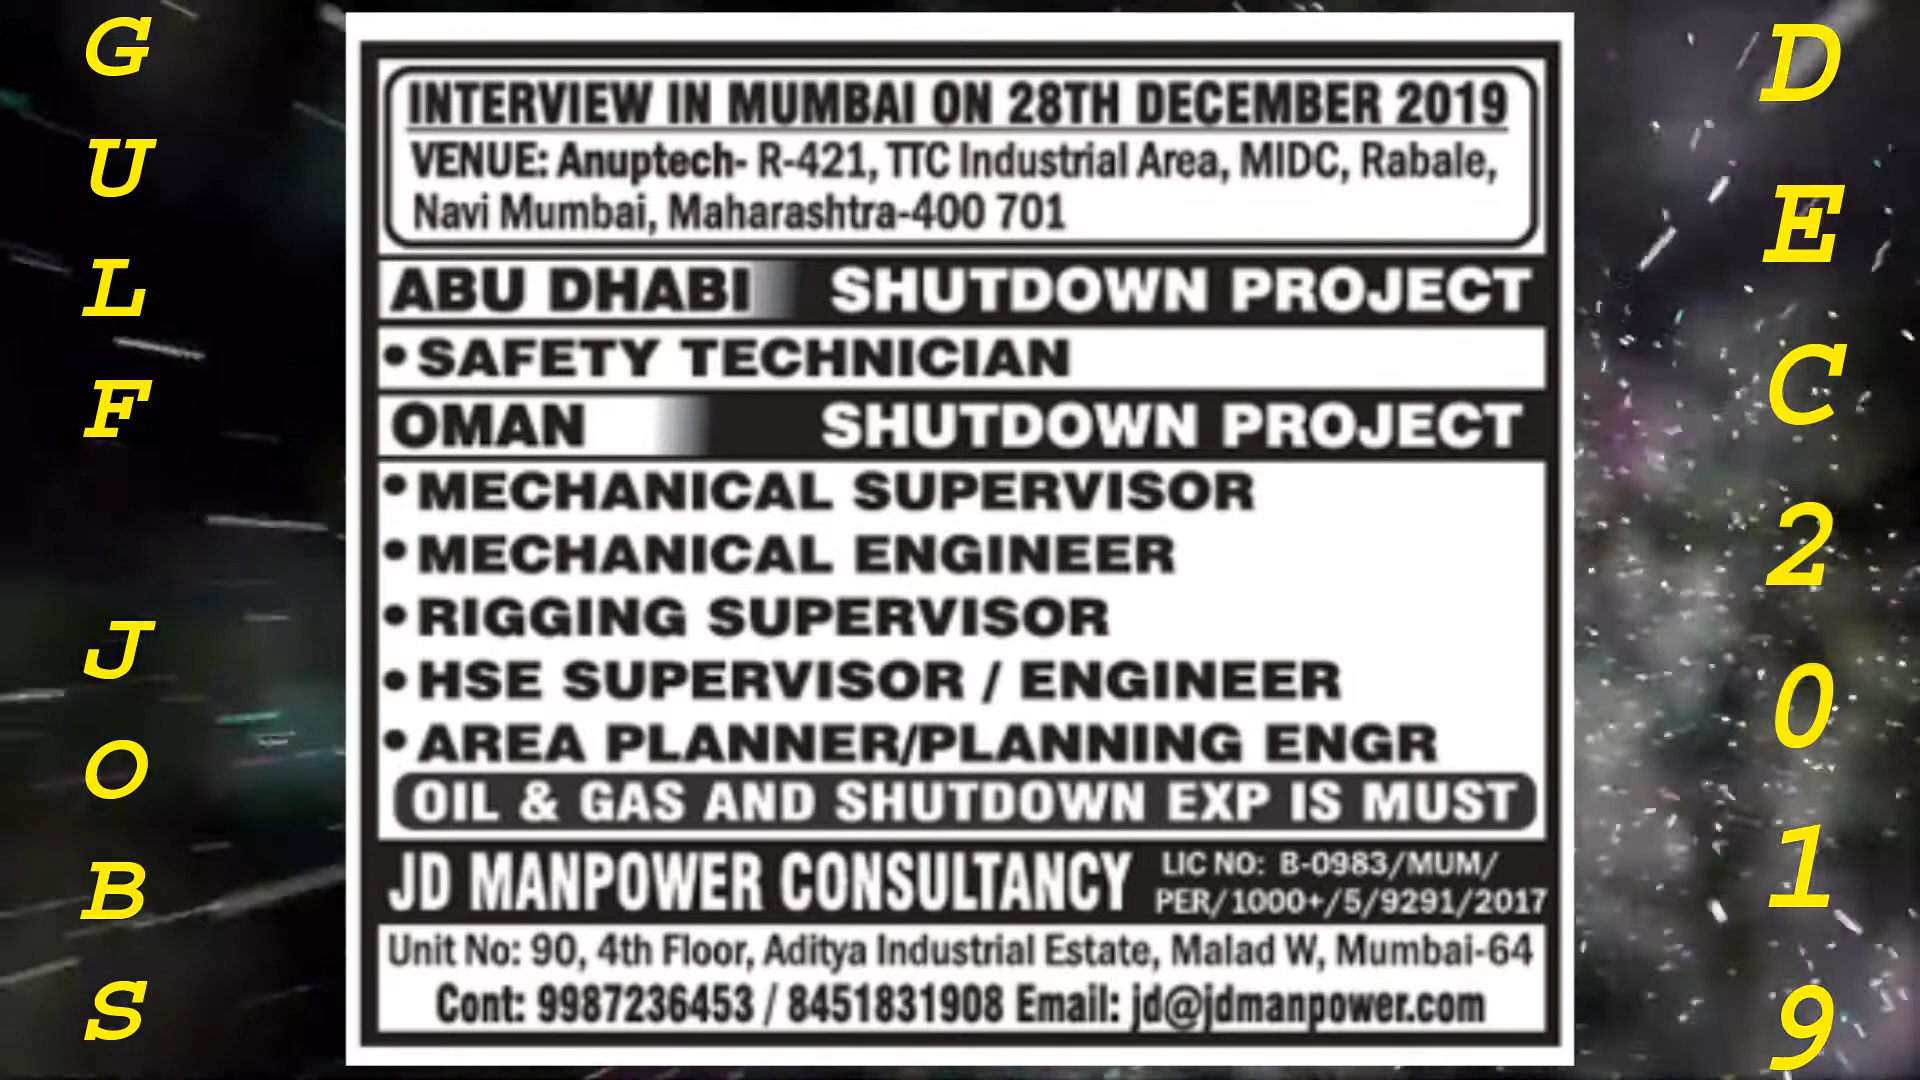 GULF JOBS
INTERVIEW IN MUMBAI ON 28TH DECEMBER 2019
VENUE: Anuptech- R-421, TTC Industrial Area, MIDC, Rabale,
Navi Mumbai, Maharashtra-400 701
ABU DHABI SHUTDOWN PROJECT
•SAFETY TECHNICIAN
OMAN SHUTDOWN PROJECT
•MECHANICAL SUPERVISOR
•MECHANICAL ENGINEER
•RIGGING SUPERVISOR
•HSE SUPERVISOR / ENGINEER
•AREA PLANNER/PLANNING ENGR
OIL & GAS AND SHUTDOWN EXP IS MUST
JD MANPOWER CONSULTANCY
LIC NO: B-0983/MUM/
PER/1000+/5/9291/2017
Unit No: 90, 4th Floor, Aditya Industrial Estate, Malad W, Mumbai-64
Cont: 9987236453 / 8451831908 Email: jd@jdmanpower.com
DEC2019